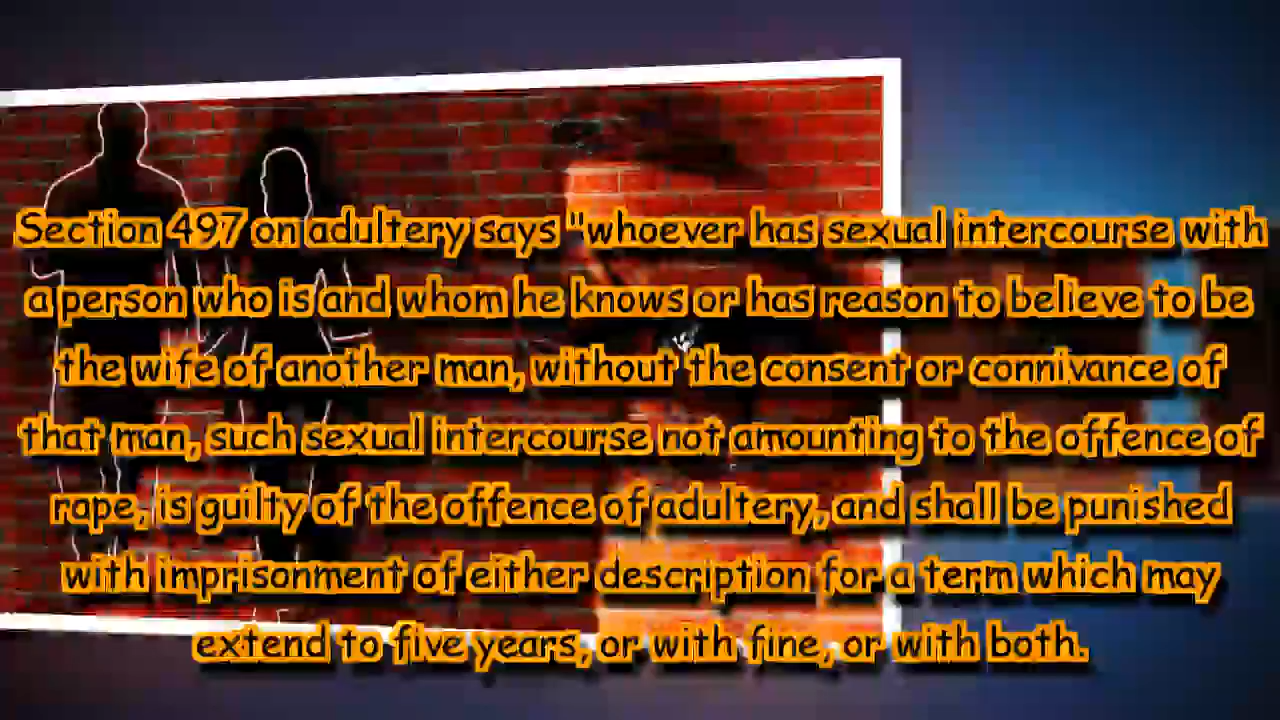 Section 497 on adultery says "whoever has sexual intercourse with
a person who is and whom he knows or has reason to believe to be
the wife of another man, without the consent or connivance of
that man, such sexual intercourse not amounting to the offence of
rape, is guilty of the offence of adultery, and shall be punished
with imprisonment of either description for a term which may
extend to five years, or with fine, or with both.